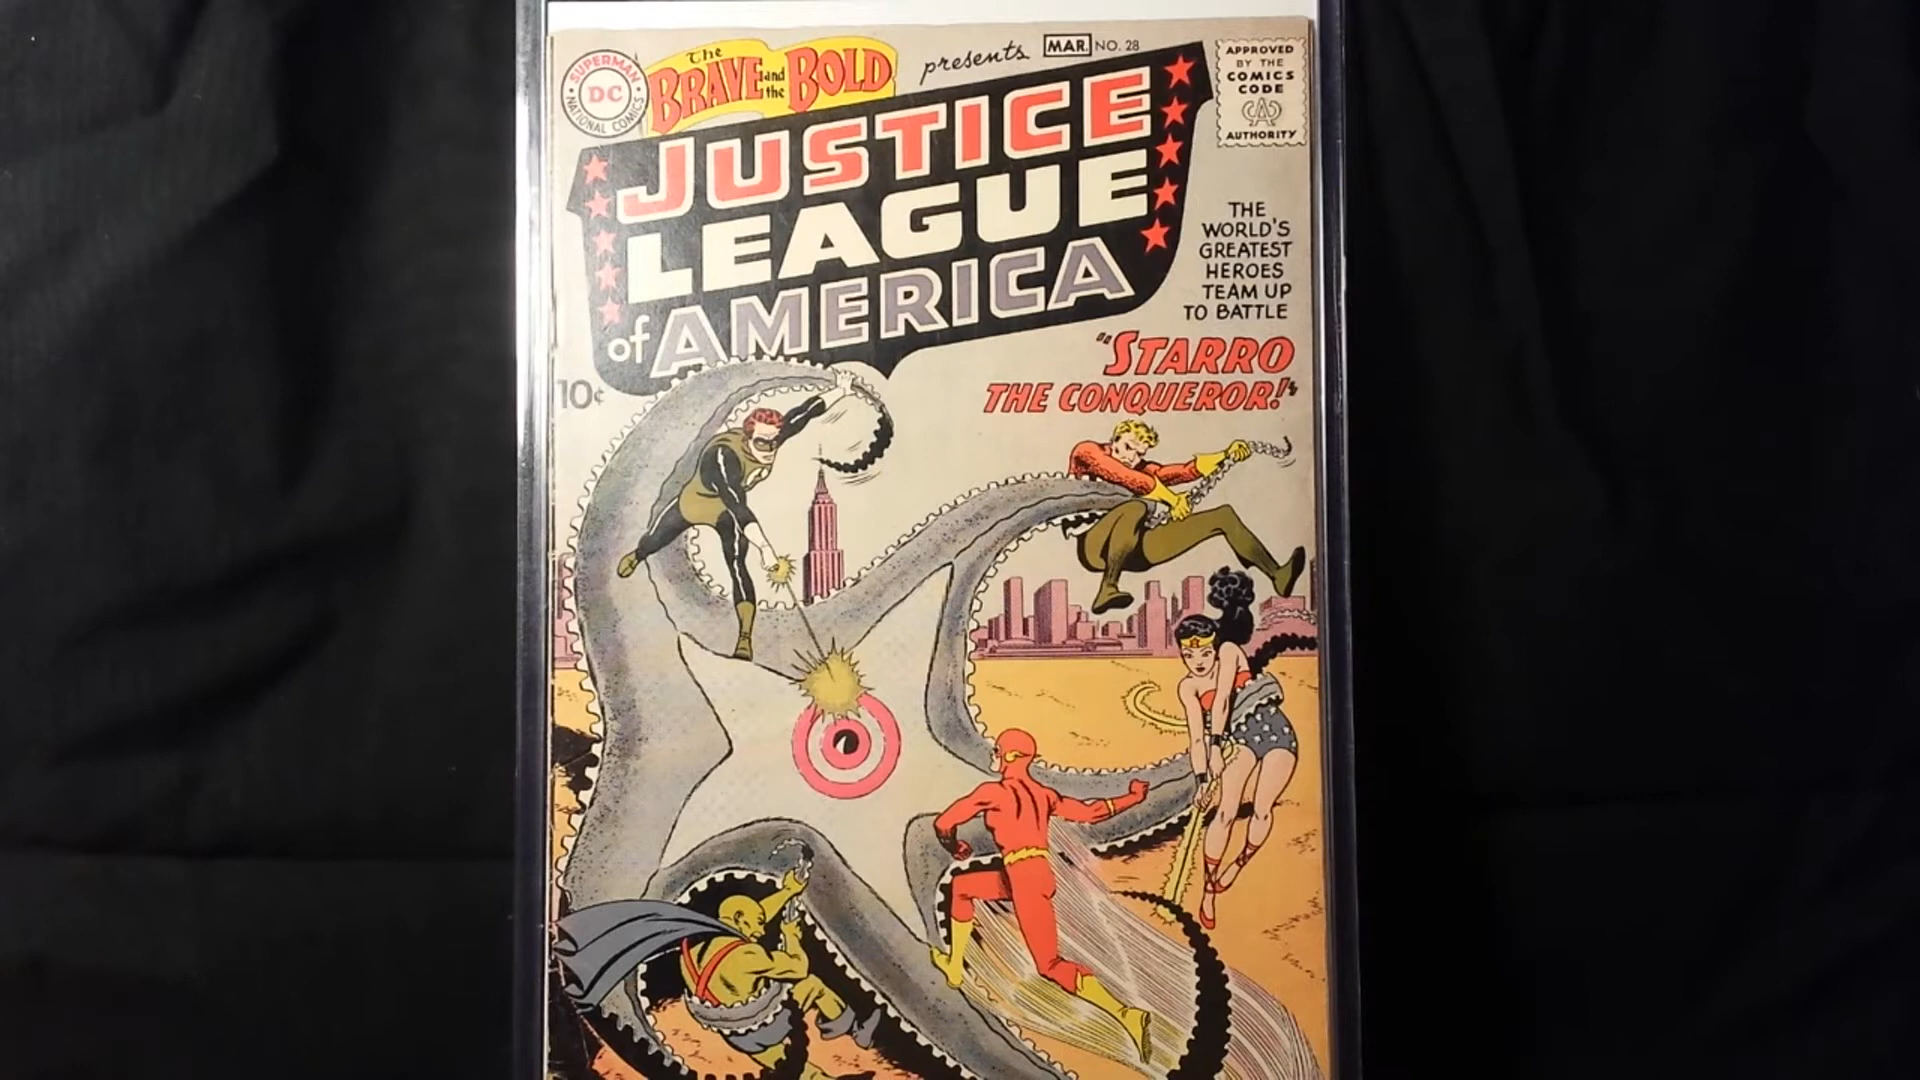 SUPERMAN
DC
NATIONAL COMICS
The
BRAVE and the BOLD
presents
MAR. NO. 28
APPROVED
BY THE
COMICS
CODE
CA
AUTHORITY
JUSTICE
LEAGUE
of AMERICA
THE
WORLD'S
GREATEST
HEROES
TEAM UP
TO BATTLE
"STARRO
THE CONQUEROR!"
10¢